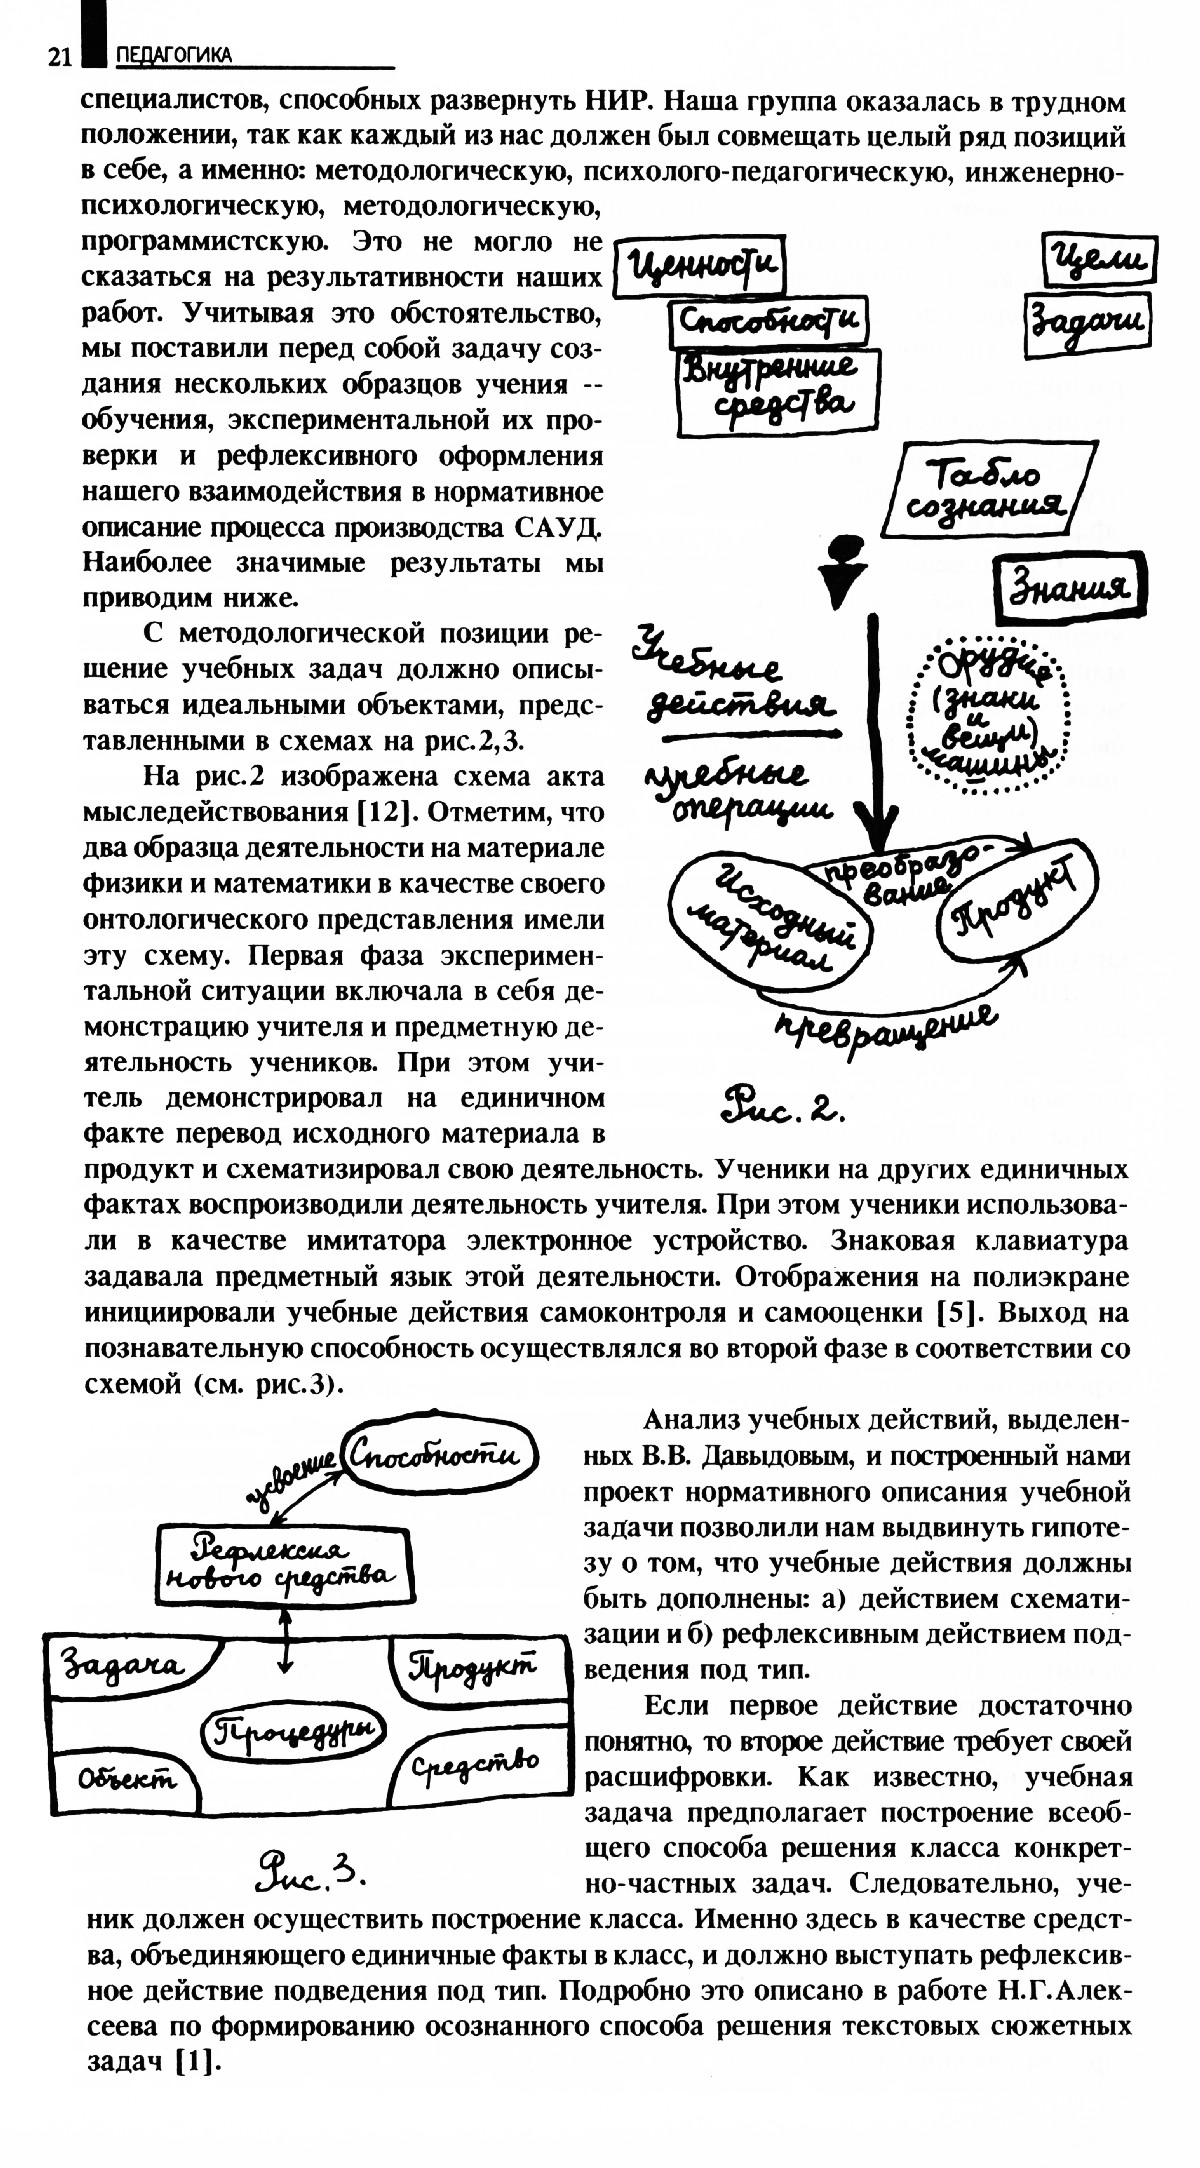 21 ПЕДАГОГИКА
специалистов, способных развернуть НИР. Наша группа оказалась в трудном
положении, так как каждый из нас должен был совмещать целый ряд позиций
в себе, а именно: методологическую, психолого-педагогическую, инженерно-
психологическую, методологическую,
программистскую. Это не могло не
сказаться на результативности наших
работ. Учитывая это обстоятельство,
мы поставили перед собой задачу соз-
дания нескольких образцов учения --
обучения, экспериментальной их про-
верки и рефлексивного оформления
нашего взаимодействия в нормативное
описание процесса производства САУД.
Наиболее значимые результаты мы
приводим ниже.
С методологической позиции ре-
шение учебных задач должно описы-
ваться идеальными объектами, предс-
тавленными в схемах на рис.2,3.
На рис.2 изображена схема акта
мыследействования [12]. Отметим, что
два образца деятельности на материале
физики и математики в качестве своего
онтологического представления имели
эту схему. Первая фаза эксперимен-
тальной ситуации включала в себя де-
монстрацию учителя и предметную де-
ятельность учеников. При этом учи-
тель демонстрировал на единичном
факте перевод исходного материала в
Ценности
Цели
Способности
Задачи
Внутренние
средства
Табло
сознания
Знания
Учебные
действия
учебные
операции
Орудие
(знаки
и
вещи)
машины
преобразо-
вание
Исходный
материал
Продукт
превращение
Рис. 2.
продукт и схематизировал свою деятельность. Ученики на других единичных
фактах воспроизводили деятельность учителя. При этом ученики использова-
ли в качестве имитатора электронное устройство. Знаковая клавиатура
задавала предметный язык этой деятельности. Отображения на полиэкране
инициировали учебные действия самоконтроля и самооценки [5]. Выход на
познавательную способность осуществлялся во второй фазе в соответствии со
схемой (см. рис.3).
усвоение
Способности
Рефлексия
нового средства
Задача
Продукт
Процедуры
Объект
Средство
Рис. 3.
Анализ учебных действий, выделен-
ных В.В. Давыдовым, и построенный нами
проект нормативного описания учебной
задачи позволили нам выдвинуть гипоте-
зу о том, что учебные действия должны
быть дополнены: а) действием схемати-
зации и б) рефлексивным действием под-
ведения под тип.
Если первое действие достаточно
понятно, то второе действие требует своей
расшифровки. Как известно, учебная
задача предполагает построение всеоб-
щего способа решения класса конкрет-
но-частных задач. Следовательно, уче-
ник должен осуществить построение класса. Именно здесь в качестве средст-
ва, объединяющего единичные факты в класс, и должно выступать рефлексив-
ное действие подведения под тип. Подробно это описано в работе Н.Г.Алек-
сеева по формированию осознанного способа решения текстовых сюжетных
задач [1].